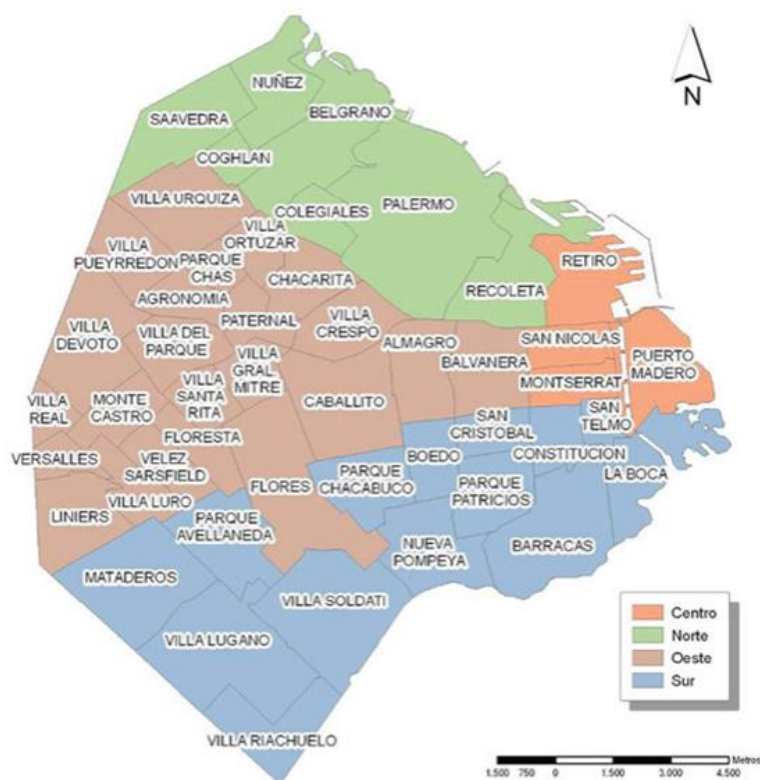 N
NUÑEZ
BELGRANO
SAAVEDRA
COGHLAN
VILLA URQUIZA
COLEGIALES
PALERMO
VILLA
ORTUZAR
VILLA
PUEYRREDON
PARQUE
CHAS
CHACARITA
RETIRO
RECOLETA
AGRONOMIA
PATERNAL
VILLA
CRESPO
VILLA
DEVOTO
VILLA DEL
PARQUE
ALMAGRO
SAN NICOLAS
BALVANERA
PUERTO
MADERO
VILLA
GRAL
MITRE
MONTSERRAT
VILLA
REAL
MONTE
CASTRO
VILLA
SANTA
RITA
CABALLITO
SAN
CRISTOBAL
SAN
TELMO
FLORESTA
VERSALLES
VELEZ
SARSFIELD
BOEDO
CONSTITUCION
LA BOCA
PARQUE
CHACABUCO
PARQUE
PATRICIOS
FLORES
VILLA LURO
LINIERS
PARQUE
AVELLANEDA
NUEVA
POMPEYA
BARRACAS
MATADEROS
VILLA SOLDATI
VILLA LUGANO
VILLA RIACHUELO
Centro
Norte
Oeste
Sur
Metros
1.500 750 0 1.500 3.000 4.500